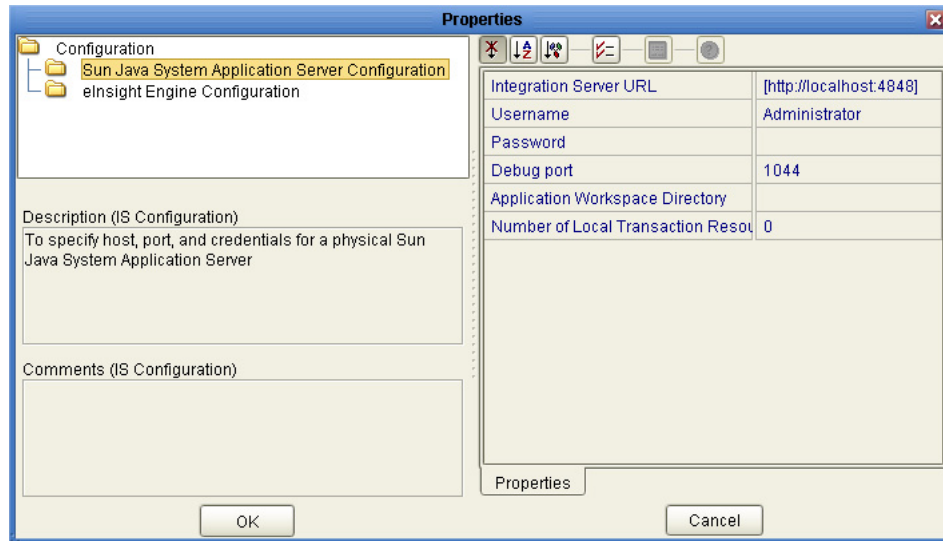 Properties
Configuration
Sun Java System Application Server Configuration
eInsight Engine Configuration
Description (IS Configuration)
To specify host, port, and credentials for a physical Sun
Java System Application Server
Comments (IS Configuration)
OK
Integration Server URL [http://localhost:4848]
Username Administrator
Password
Debug port 1044
Application Workspace Directory
Number of Local Transaction Resou 0
Properties
Cancel